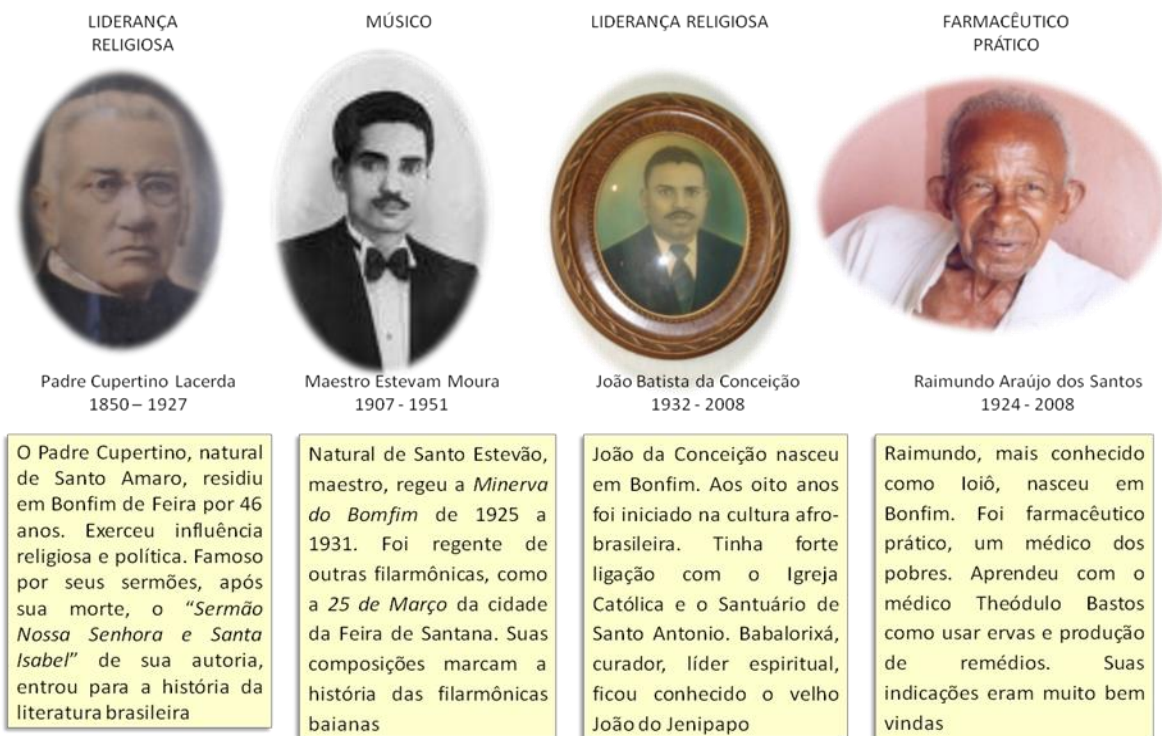 LIDERANÇA
RELIGIOSA
Padre Cupertino Lacerda
1850 – 1927
O Padre Cupertino, natural
de Santo Amaro, residiu
em Bonfim de Feira por 46
anos. Exerceu influência
religiosa e política. Famoso
por seus sermões, após
sua morte, o “Sermão
Nossa Senhora e Santa
Isabel” de sua autoria,
entrou para a história da
literatura brasileira
MÚSICO
Maestro Estevam Moura
1907 - 1951
Natural de Santo Estevão,
maestro, regeu a Minerva
do Bomfim de 1925 a
1931. Foi regente de
outras filarmônicas, como
a 25 de Março da cidade
da Feira de Santana. Suas
composições marcam a
história das filarmônicas
baianas
LIDERANÇA RELIGIOSA
João Batista da Conceição
1932 - 2008
João da Conceição nasceu
em Bonfim. Aos oito anos
foi iniciado na cultura afro-
brasileira. Tinha forte
ligação com o Igreja
Católica e o Santuário de
Santo Antonio. Babalorixá,
curador, líder espiritual,
ficou conhecido o velho
João do Jenipapo
FARMACÊUTICO
PRÁTICO
Raimundo Araújo dos Santos
1924 - 2008
Raimundo, mais conhecido
como Ioiô, nasceu em
Bonfim. Foi farmacêutico
prático, um médico dos
pobres. Aprendeu com o
médico Theódulo Bastos
como usar ervas e produção
de remédios. Suas
indicações eram muito bem
vindas